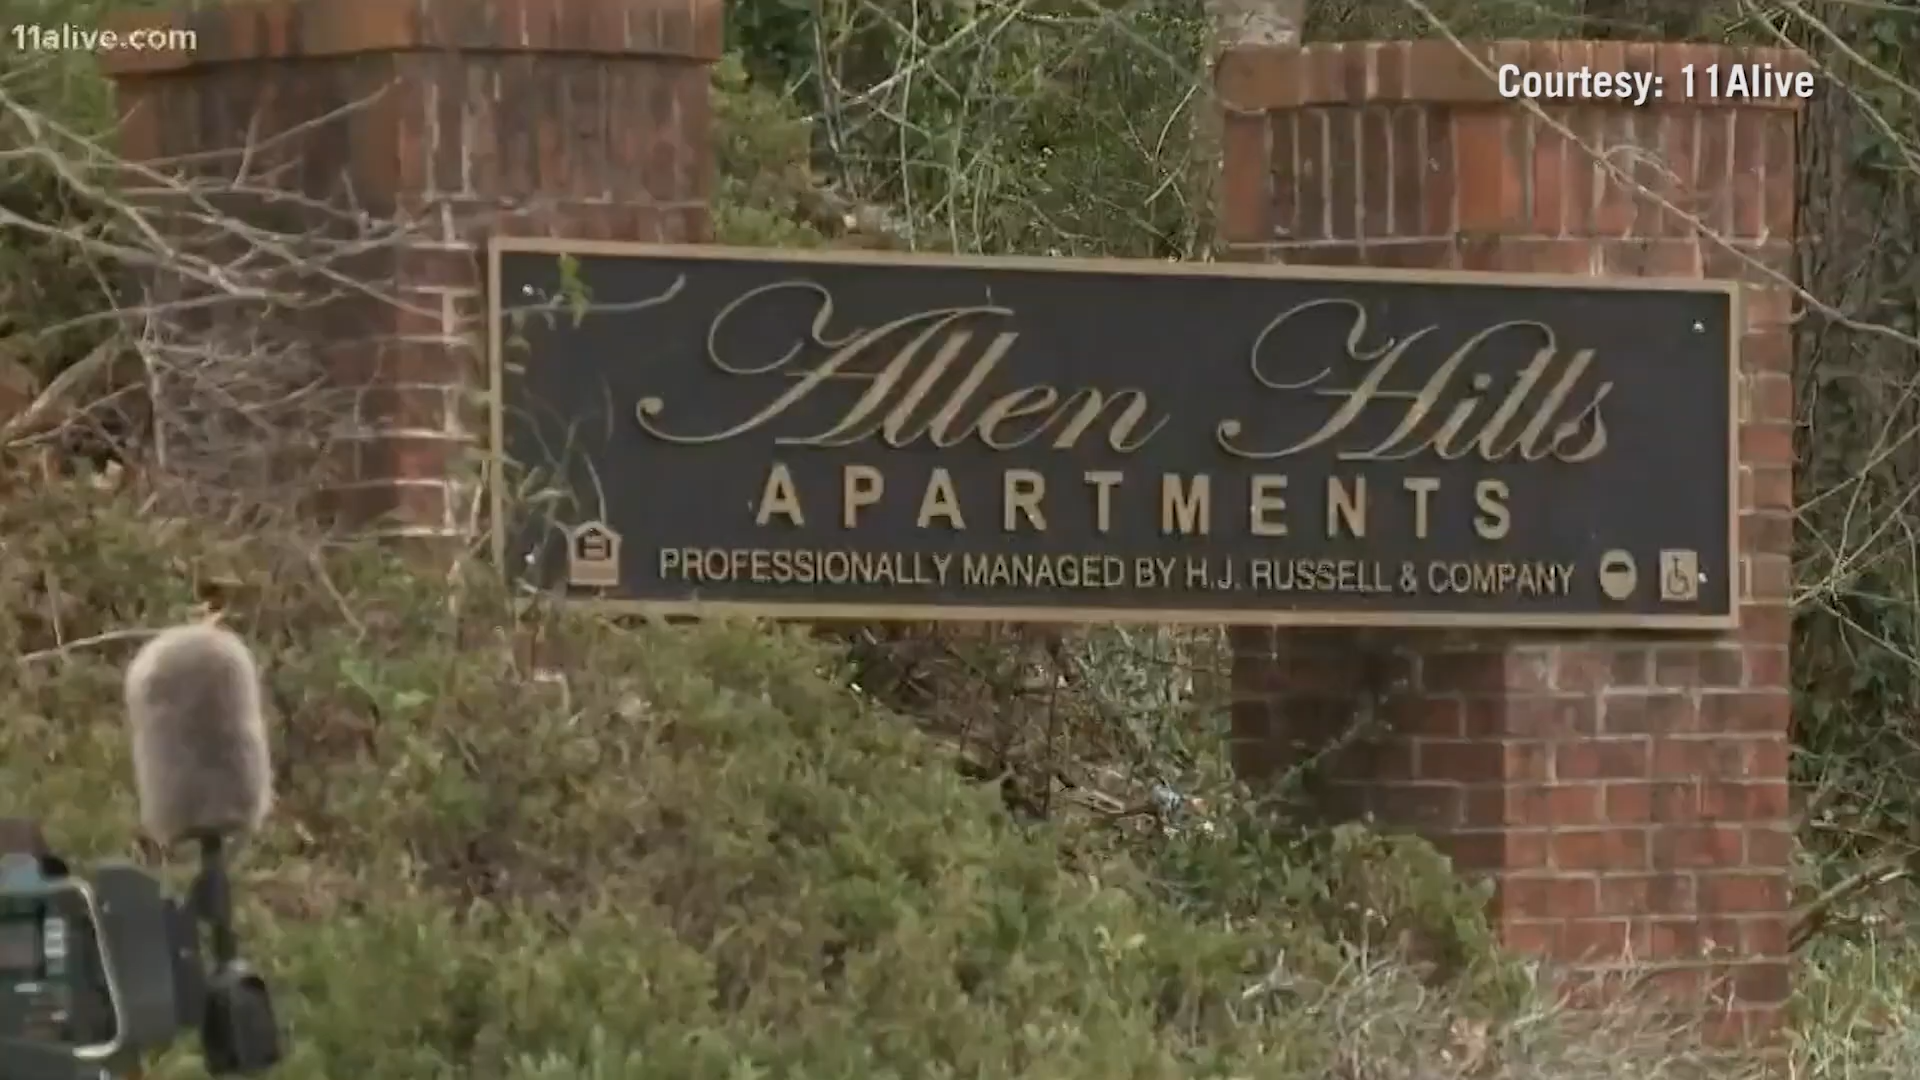 11alive.com
Courtesy: 11Alive
Allen Hills
APARTMENTS
PROFESSIONALLY MANAGED BY H.J. RUSSELL & COMPANY